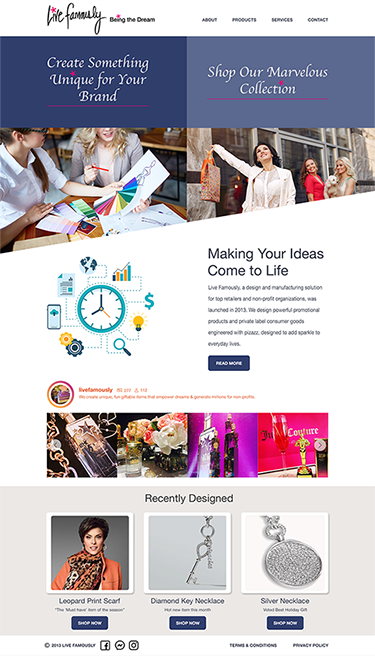 Live Famously Being the Dream
ABOUT PRODUCTS SERVICES CONTACT
Create Something
Unique for Your
Brand
Shop Our Marvelous
Collection
Making Your Ideas
Come to Life
Live Famously, a design and manufacturing solution
for top retailers and non-profit organizations, was
launched in 2013. We design powerful promotional
products and private label consumer goods
engineered with pizazz, designed to add sparkle to
everyday lives.
READ MORE
livefamously 277 112
We create unique, fun giftable items that empower dreams & generate millions for non-profits.
Couture
Recently Designed
Leopard Print Scarf
"The 'Must have' item of the season"
SHOP NOW
Diamond Key Necklace
Hot new item this month
SHOP NOW
Silver Necklace
Voted Best Holiday Gift
SHOP NOW
© 2013 LIVE FAMOUSLY
TERMS & CONDITIONS PRIVACY POLICY